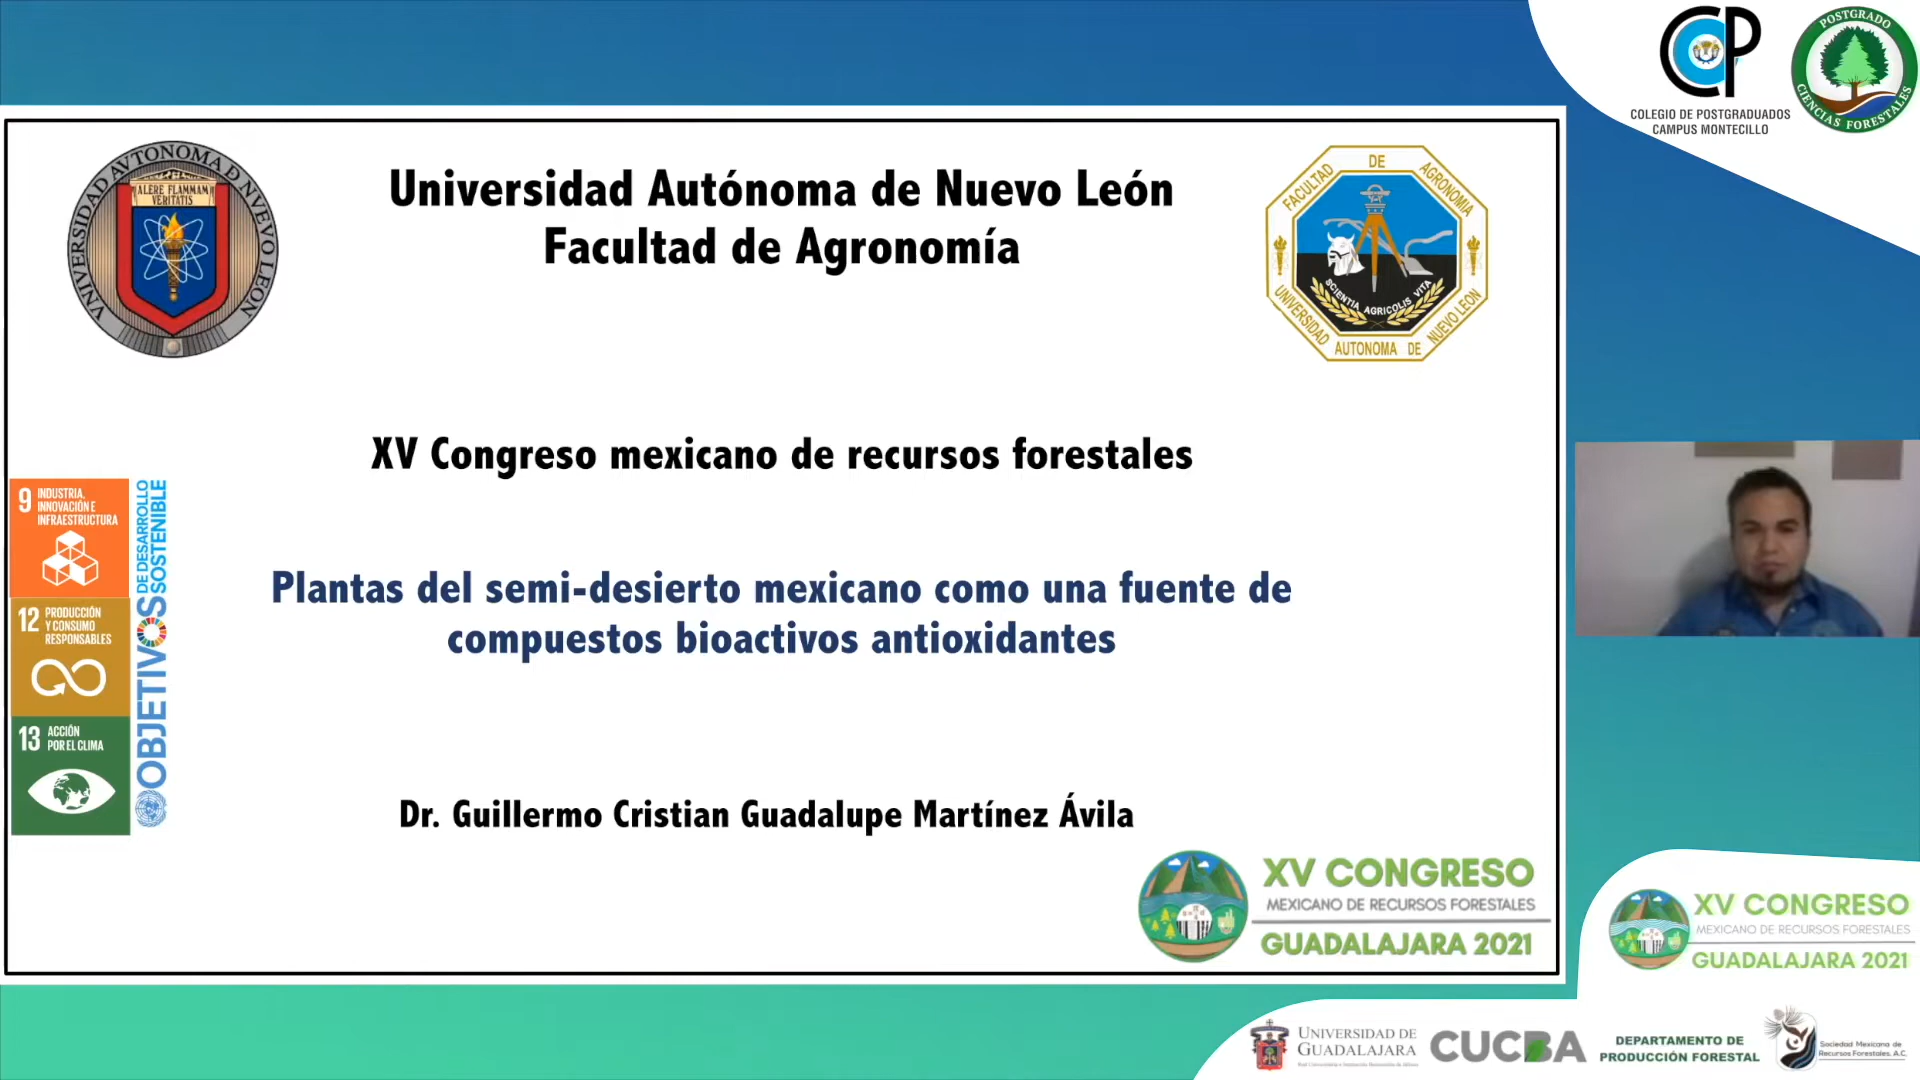 COLEGIO DE POSTGRADUADOS
CAMPUS MONTECILLO
POSTGRADO
CIENCIAS FORESTALES
UNIVERSIDAD AVTONOMA D NVEVO LEON
ALERE FLAMMAM
VERITATIS
Universidad Autónoma de Nuevo León
Facultad de Agronomía
FACULTAD DE AGRONOMIA
SCIENTIA AGRICOLIS VITA
UNIVERSIDAD AUTONOMA DE NUEVO LEON
XV Congreso mexicano de recursos forestales
9 INDUSTRIA,
INNOVACIÓN E
INFRAESTRUCTURA
12 PRODUCCIÓN
Y CONSUMO
RESPONSABLES
13 ACCIÓN
POR EL CLIMA
OBJETIVOS DE DESARROLLO
SOSTENIBLE
Plantas del semi-desierto mexicano como una fuente de
compuestos bioactivos antioxidantes
Dr. Guillermo Cristian Guadalupe Martínez Ávila
XV CONGRESO
MEXICANO DE RECURSOS FORESTALES
GUADALAJARA 2021
XV CONGRESO
MEXICANO DE RECURSOS FORESTALES
GUADALAJARA 2021
UNIVERSIDAD DE
GUADALAJARA
CUCBA
DEPARTAMENTO DE
PRODUCCIÓN FORESTAL
Sociedad Mexicana de
Recursos Forestales, A.C.